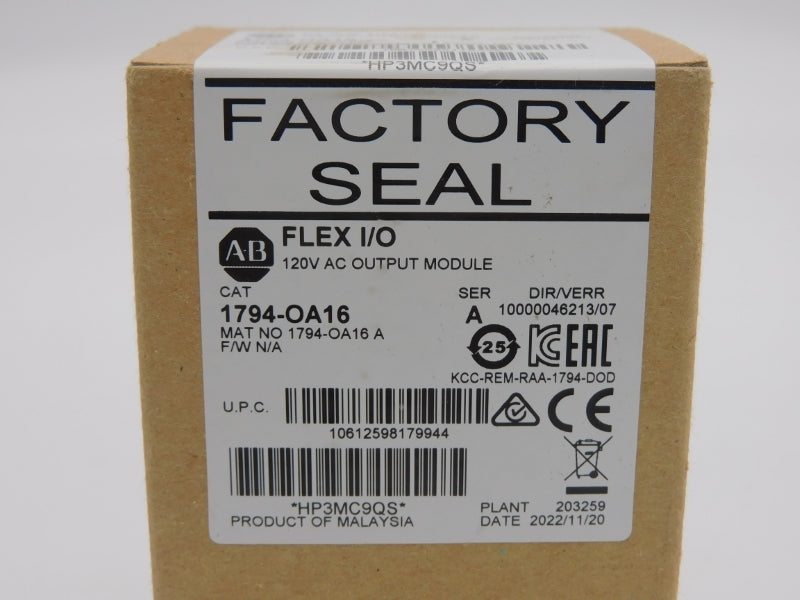 *HP3MC9QS*
FACTORY
SEAL
A-B
FLEX I/O
120V AC OUTPUT MODULE
CAT
SER
DIR/VERR
1794-OA16
A
10000046213/07
MAT NO 1794-OA16 A
F/W N/A
25
EAC
KCC-REM-RAA-1794-DOD
U.P.C.
10612598179944
CE
*HP3MC9QS*
PRODUCT OF MALAYSIA
PLANT 203259
DATE 2022/11/20